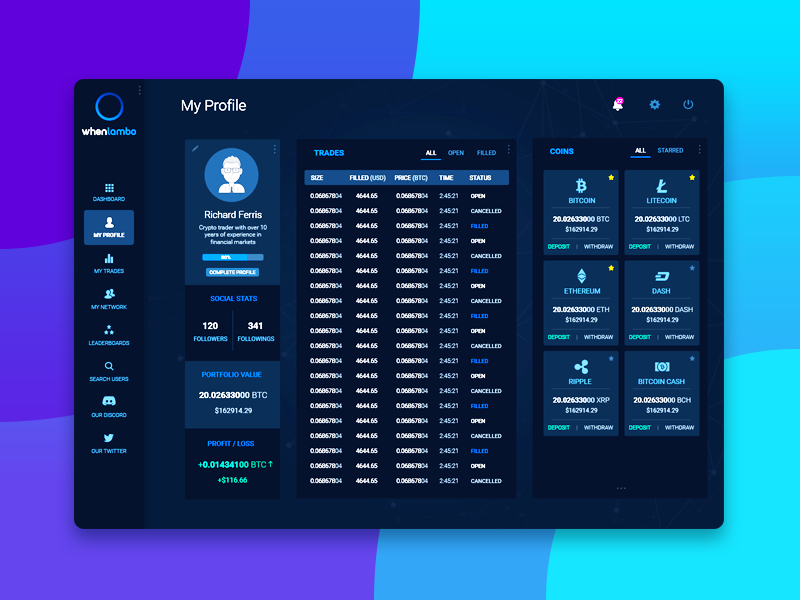 whenlambo
DASHBOARD
MY PROFILE
MY TRADES
MY NETWORK
LEADERBOARDS
SEARCH USERS
OUR DISCORD
OUR TWITTER
My Profile
22
Richard Ferris
Crypto trader with over 10
years of experience in
financial markets
80%
COMPLETE PROFILE
SOCIAL STATS
120 341
FOLLOWERS FOLLOWINGS
PORTFOLIO VALUE
20.02633000 BTC
$162914.29
PROFIT / LOSS
+0.01434100 BTC↑
+$116.66
TRADES ALL OPEN FILLED
SIZE FILLED (USD) PRICE (BTC) TIME STATUS
0.06867804 4644.65 0.06867804 2:45:21 OPEN
0.06867804 4644.65 0.06867804 2:45:21 CANCELLED
0.06867804 4644.65 0.06867804 2:45:21 FILLED
0.06867804 4644.65 0.06867804 2:45:21 OPEN
0.06867804 4644.65 0.06867804 2:45:21 CANCELLED
0.06867804 4644.65 0.06867804 2:45:21 FILLED
0.06867804 4644.65 0.06867804 2:45:21 OPEN
0.06867804 4644.65 0.06867804 2:45:21 CANCELLED
0.06867804 4644.65 0.06867804 2:45:21 FILLED
0.06867804 4644.65 0.06867804 2:45:21 OPEN
0.06867804 4644.65 0.06867804 2:45:21 CANCELLED
0.06867804 4644.65 0.06867804 2:45:21 FILLED
0.06867804 4644.65 0.06867804 2:45:21 OPEN
0.06867804 4644.65 0.06867804 2:45:21 CANCELLED
0.06867804 4644.65 0.06867804 2:45:21 FILLED
0.06867804 4644.65 0.06867804 2:45:21 OPEN
0.06867804 4644.65 0.06867804 2:45:21 CANCELLED
0.06867804 4644.65 0.06867804 2:45:21 FILLED
0.06867804 4644.65 0.06867804 2:45:21 OPEN
0.06867804 4644.65 0.06867804 2:45:21 CANCELLED
COINS ALL STARRED
BITCOIN
20.02633000 BTC
$162914.29
DEPOSIT | WITHDRAW
LITECOIN
20.02633000 LTC
$162914.29
DEPOSIT | WITHDRAW
ETHEREUM
20.02633000 ETH
$162914.29
DEPOSIT | WITHDRAW
DASH
20.02633000 DASH
$162914.29
DEPOSIT | WITHDRAW
RIPPLE
20.02633000 XRP
$162914.29
DEPOSIT | WITHDRAW
BITCOIN CASH
20.02633000 BCH
$162914.29
DEPOSIT | WITHDRAW